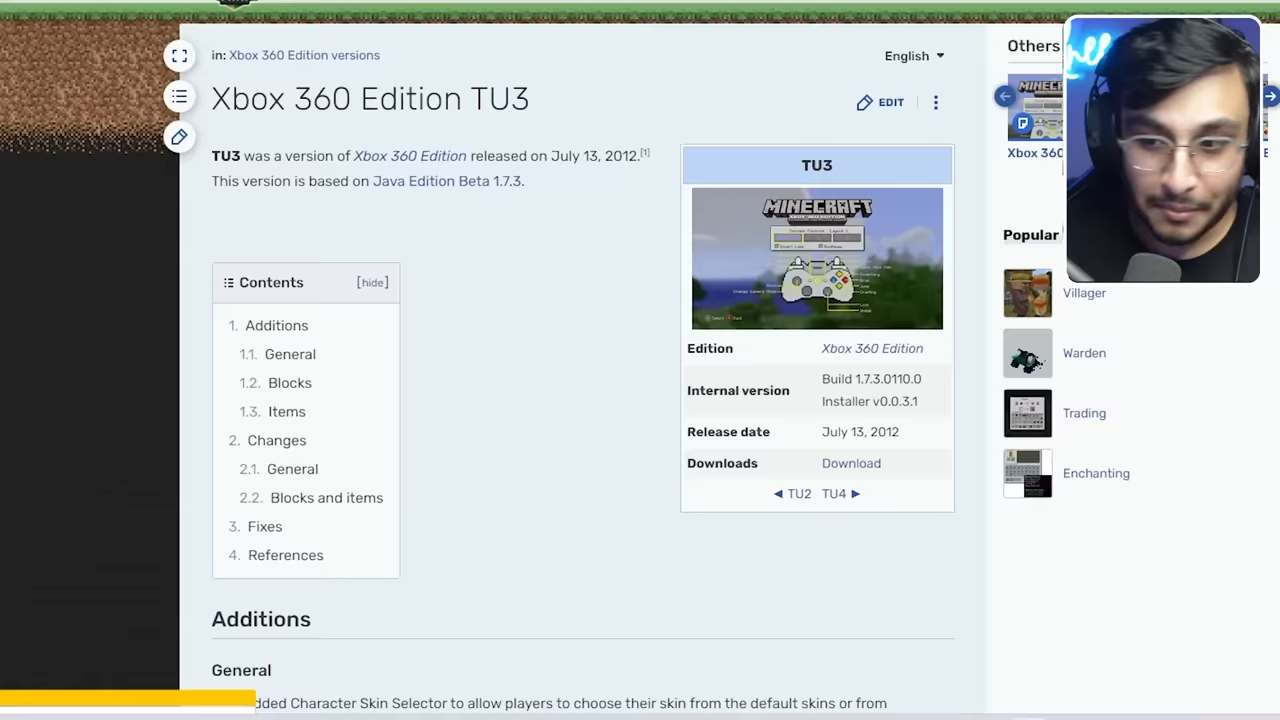 in: Xbox 360 Edition versions
English
Xbox 360 Edition TU3
EDIT
TU3 was a version of Xbox 360 Edition released on July 13, 2012.[1]
This version is based on Java Edition Beta 1.7.3.
Contents [hide]
1. Additions
1.1. General
1.2. Blocks
1.3. Items
2. Changes
2.1. General
2.2. Blocks and items
3. Fixes
4. References
TU3
MINECRAFT
XBOX 360 EDITION
Edition Xbox 360 Edition
Internal version Build 1.7.3.0110.0
Installer v0.0.3.1
Release date July 13, 2012
Downloads Download
◄ TU2 TU4 ►
Additions
General
dded Character Skin Selector to allow players to choose their skin from the default skins or from
Others
Xbox 360
Popular
Villager
Warden
Trading
Enchanting